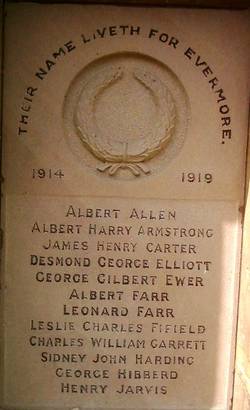 THEIR NAME LIVETH FOR EVERMORE.
1914 1919
ALBERT ALLEN
ALBERT HARRY ARMSTRONG
JAMES HENRY CARTER
DESMOND GEORGE ELLIOTT
GEORGE GILBERT EWER
ALBERT FARR
LEONARD FARR
LESLIE CHARLES FIFIELD
CHARLES WILLIAM GARRETT
SIDNEY JOHN HARDING
GEORGE HIBBERD
HENRY JARVIS